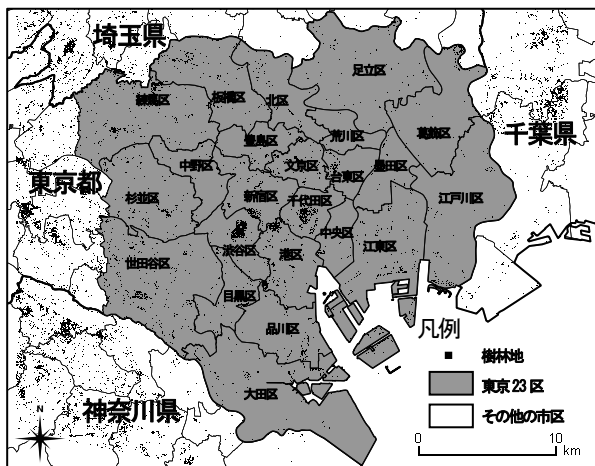 埼玉県
足立区
練馬区
板橋区
北区
葛飾区
千葉県
豊島区
荒川区
中野区
文京区
台東区
墨田区
東京都
杉並区
新宿区
千代田区
江戸川区
中央区
江東区
渋谷区
港区
世田谷区
目黒区
品川区
大田区
神奈川県
凡例
樹林地
東京23区
その他の市区
N
0 10
km